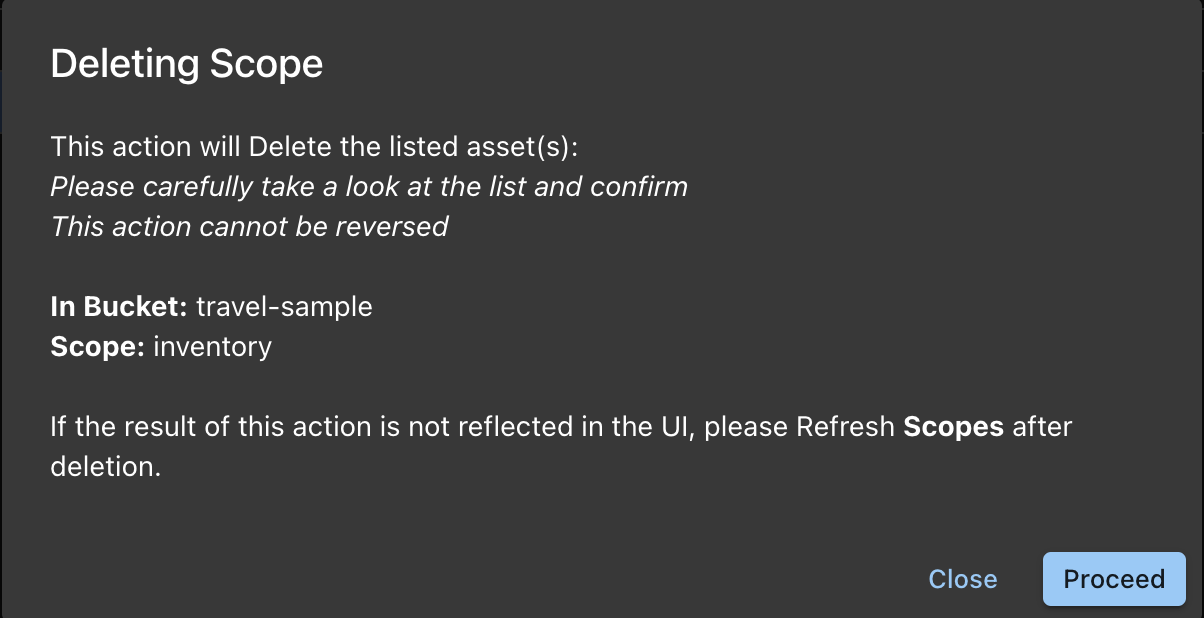 Deleting Scope
This action will Delete the listed asset(s):
Please carefully take a look at the list and confirm
This action cannot be reversed
In Bucket: travel-sample
Scope: inventory
If the result of this action is not reflected in the UI, please Refresh Scopes after
deletion.
Close Proceed